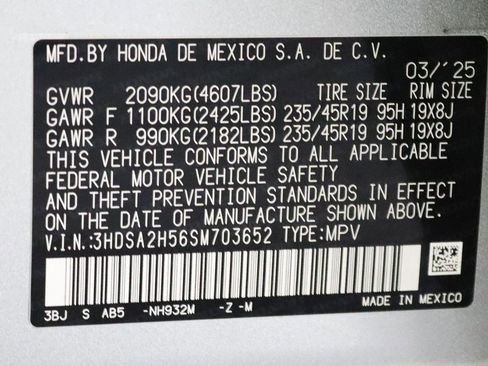 MFD.BY HONDA DE MEXICO S.A. DE C.V.
03/'25
GVWR 2090KG(4607LBS) TIRE SIZE RIM SIZE
GAWR F 1100KG(2425LBS) 235/45R19 95H 19X8J
GAWR R 990KG(2182LBS) 235/45R19 95H 19X8J
THIS VEHICLE CONFORMS TO ALL APPLICABLE
FEDERAL MOTOR VEHICLE SAFETY
AND THEFT PREVENTION STANDARDS IN EFFECT
ON THE DATE OF MANUFACTURE SHOWN ABOVE.
V.I.N.:3HDSA2H56SM703652 TYPE:MPV
3BJ S AB5 -NH932M -Z -M MADE IN MEXICO